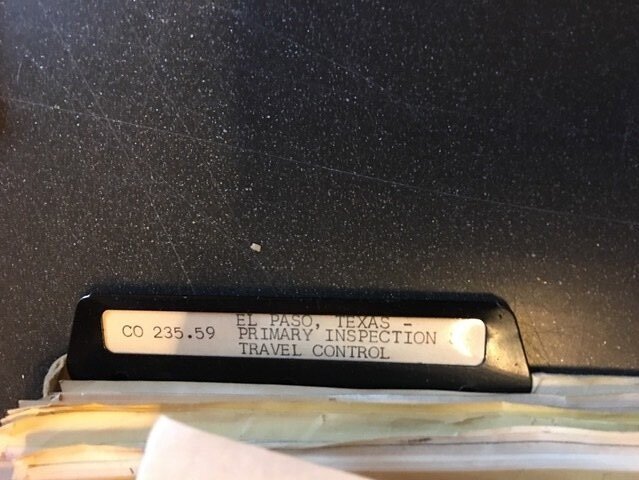 EL PASO, TEXAS -
CO 235.59 PRIMARY INSPECTION
TRAVEL CONTROL